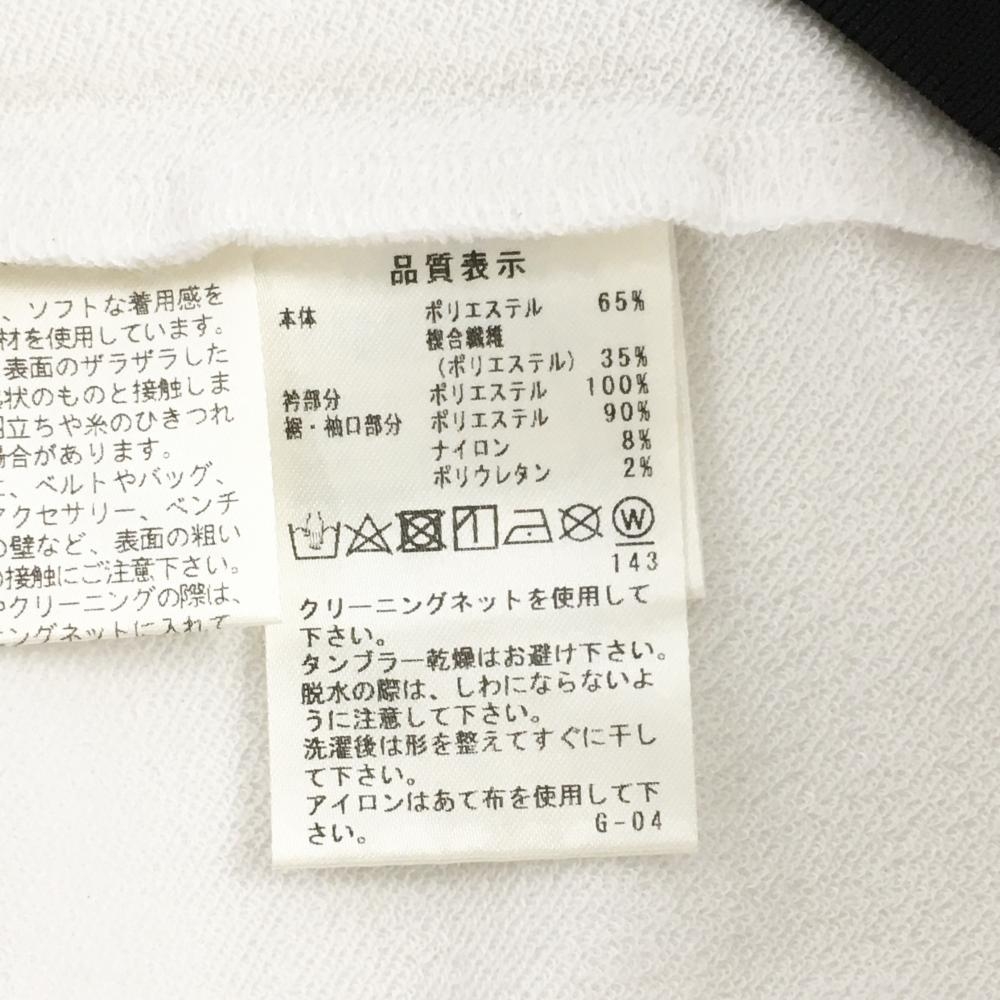 、ソフトな着用感を
材を使用しています。
表面のザラザラした
状のものと接触しま
立ちや糸のひきつれ
場合があります。
、ベルトやバッグ、
アクセサリー、ベンチ
の壁など、表面の粗い
の接触にご注意下さい。
やクリーニングの際は、
ングネットに入れて
品質表示
本体 ポリエステル 65%
複合繊維
(ポリエステル) 35%
衿部分 ポリエステル 100%
裾・袖口部分 ポリエステル 90%
ナイロン 8%
ポリウレタン 2%
W
143
クリーニングネットを使用して
下さい。
タンブラー乾燥はお避け下さい。
脱水の際は、しわにならないよ
うに注意して下さい。
洗濯後は形を整えてすぐに干し
て下さい。
アイロンはあて布を使用して下
さい。 G-04